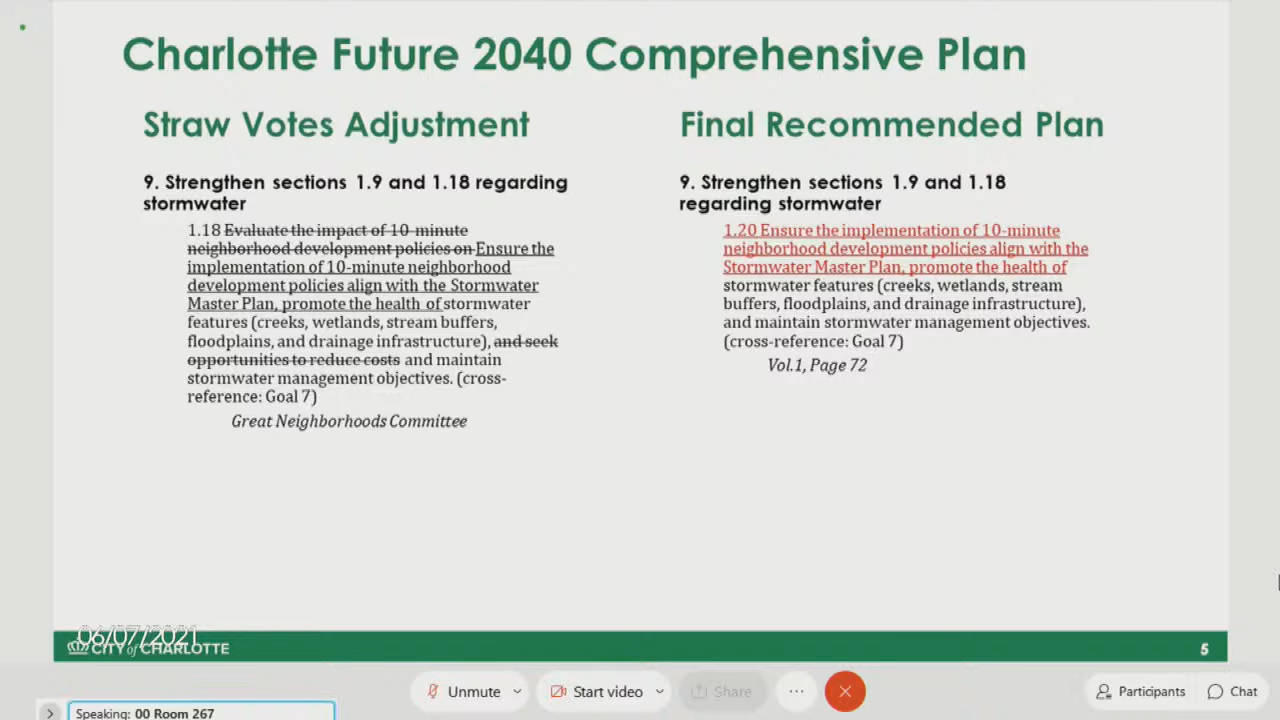 Charlotte Future 2040 Comprehensive Plan
Straw Votes Adjustment
9. Strengthen sections 1.9 and 1.18 regarding
stormwater
1.18 Evaluate the impact of 10-minute
neighborhood development policies on Ensure the
implementation of 10-minute neighborhood
development policies align with the Stormwater
Master Plan, promote the health of stormwater
features (creeks, wetlands, stream buffers,
floodplains, and drainage infrastructure), and seek
opportunities to reduce costs and maintain
stormwater management objectives. (cross-
reference: Goal 7)
Great Neighborhoods Committee
Final Recommended Plan
9. Strengthen sections 1.9 and 1.18
regarding stormwater
1.20 Ensure the implementation of 10-minute
neighborhood development policies align with the
Stormwater Master Plan, promote the health of
stormwater features (creeks, wetlands, stream
buffers, floodplains, and drainage infrastructure),
and maintain stormwater management objectives.
(cross-reference: Goal 7)
Vol.1, Page 72
06/07/2021
CITY of CHARLOTTE
5
Unmute
Start video
Share
Participants
Chat
Speaking: 00 Room 267